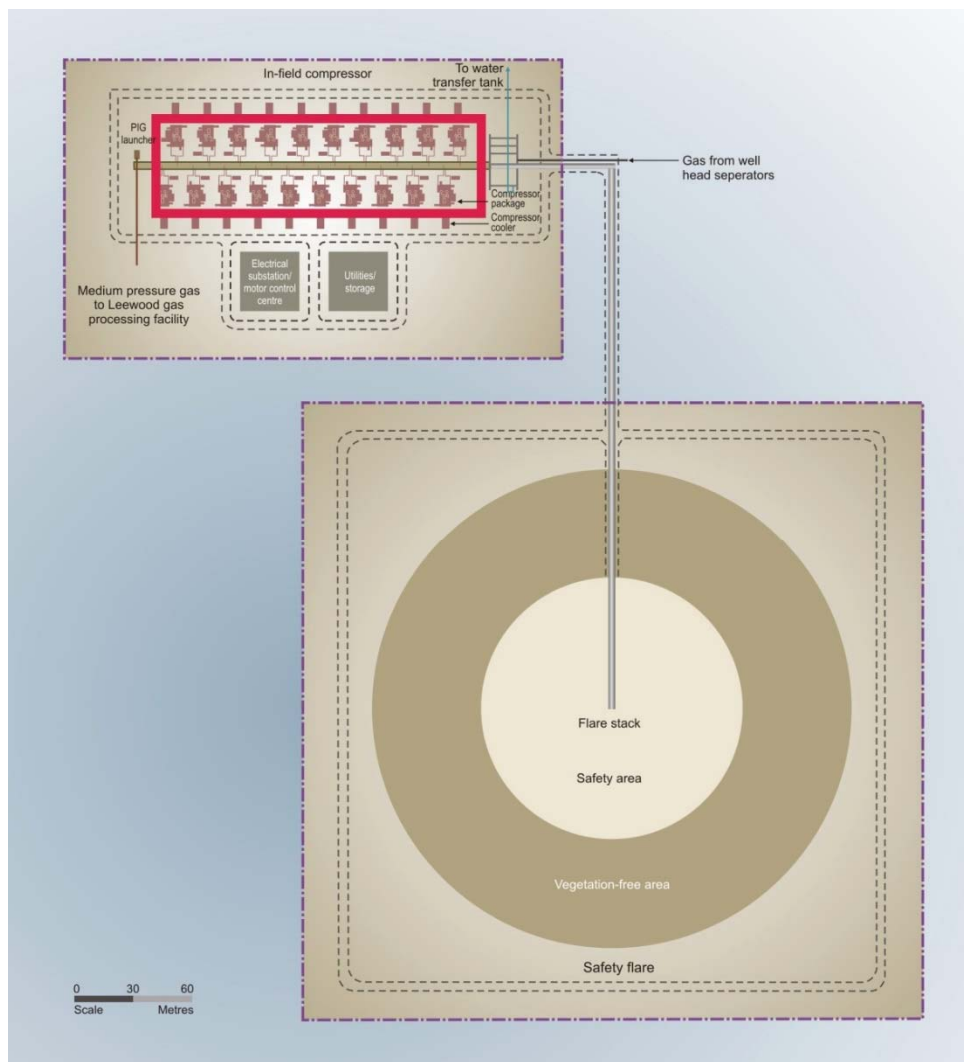 In-field compressor
To water
transfer tank
PIG
launcher
Gas from well
head seperators
Compressor
package
Compressor
cooler
Electrical
substation/
motor control
centre
Utilities/
storage
Medium pressure gas
to Leewood gas
processing facility
Flare stack
Safety area
Vegetation-free area
Safety flare
0 30 60
Scale Metres